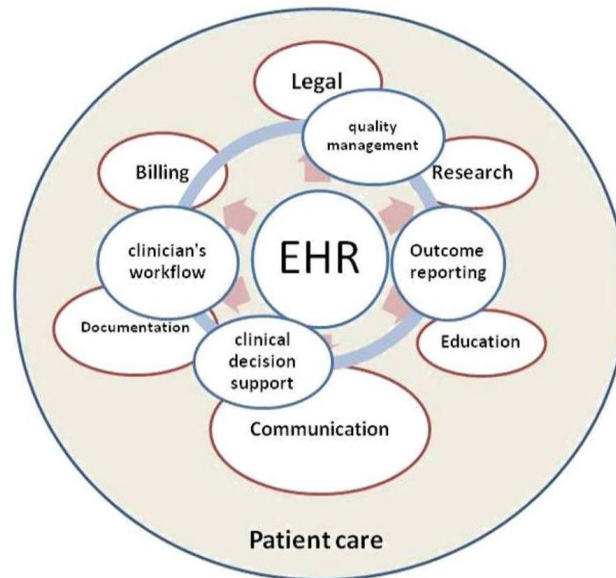 Legal
quality
management
Billing
Research
clinician's
workflow
EHR
Outcome
reporting
Documentation
clinical
decision
support
Education
Communication
Patient care